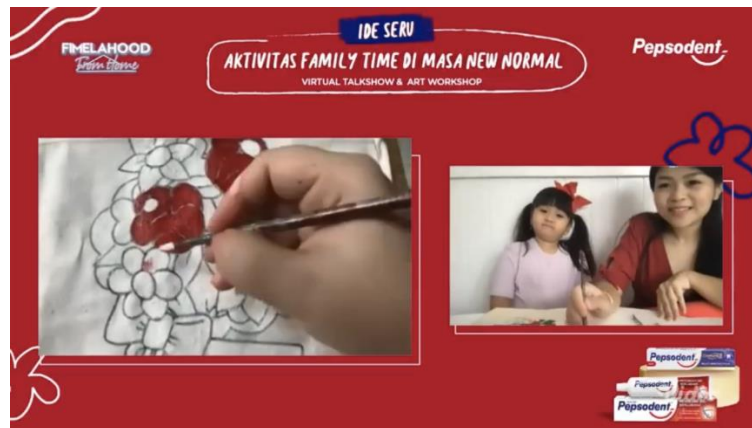 IDE SERU
FIMELAHOOD
From Home
AKTIVITAS FAMILY TIME DI MASA NEW NORMAL
VIRTUAL TALKSHOW & ART WORKSHOP
Pepsodent
Pepsodent
Pepsodent
Pepsodent